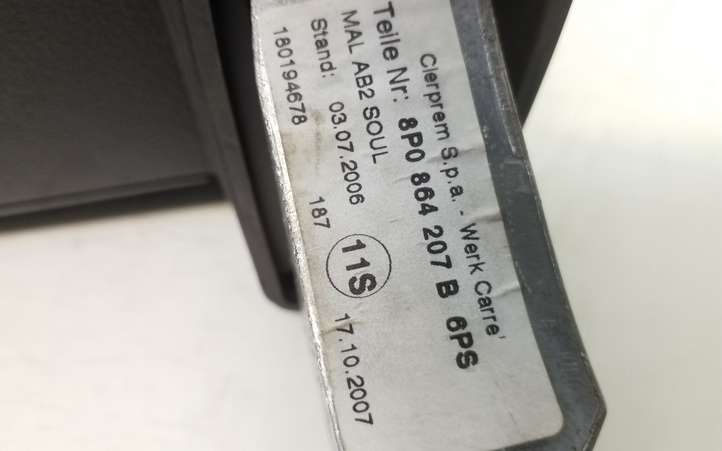 Clerprem S.p.a. - Werk Carre'
Teile Nr: 8P0 864 207 B 6PS
MAL AB2 SOUL
Stand: 03.07.2006 11S
180194678 187 17.10.2007